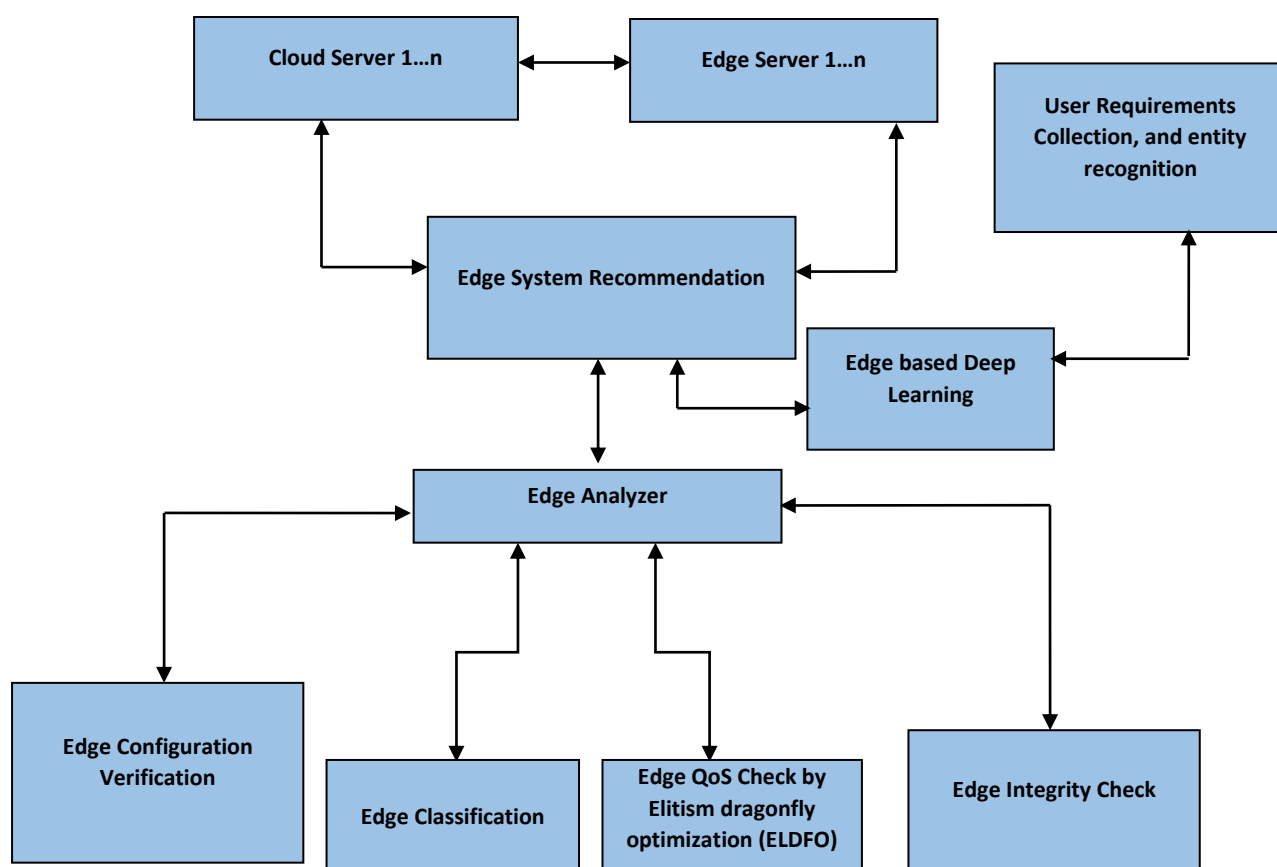 Cloud Server 1...n
Edge Server 1...n
User Requirements
Collection, and entity
recognition
Edge System Recommendation
Edge based Deep
Learning
Edge Analyzer
Edge Configuration
Verification
Edge Classification
Edge QoS Check by
Elitism dragonfly
optimization (ELDFO)
Edge Integrity Check